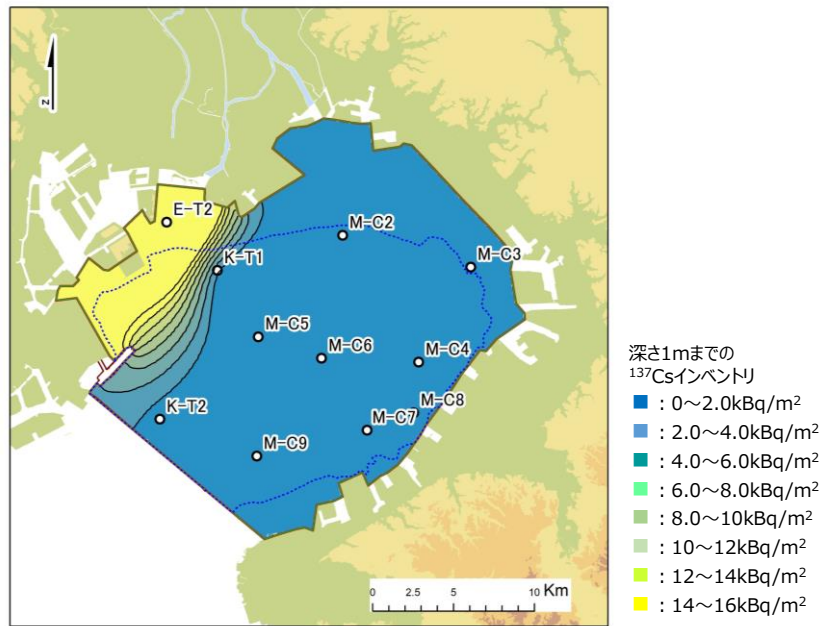 N
E-T2
M-C2
K-T1
M-C3
M-C5
M-C6
M-C4
M-C8
K-T2
M-C7
M-C9
0 2.5 5 10 Km
深さ1mまでの
¹³⁷Csインベントリ
：0～2.0kBq/m²
：2.0～4.0kBq/m²
：4.0～6.0kBq/m²
：6.0～8.0kBq/m²
：8.0～10kBq/m²
：10～12kBq/m²
：12～14kBq/m²
：14～16kBq/m²